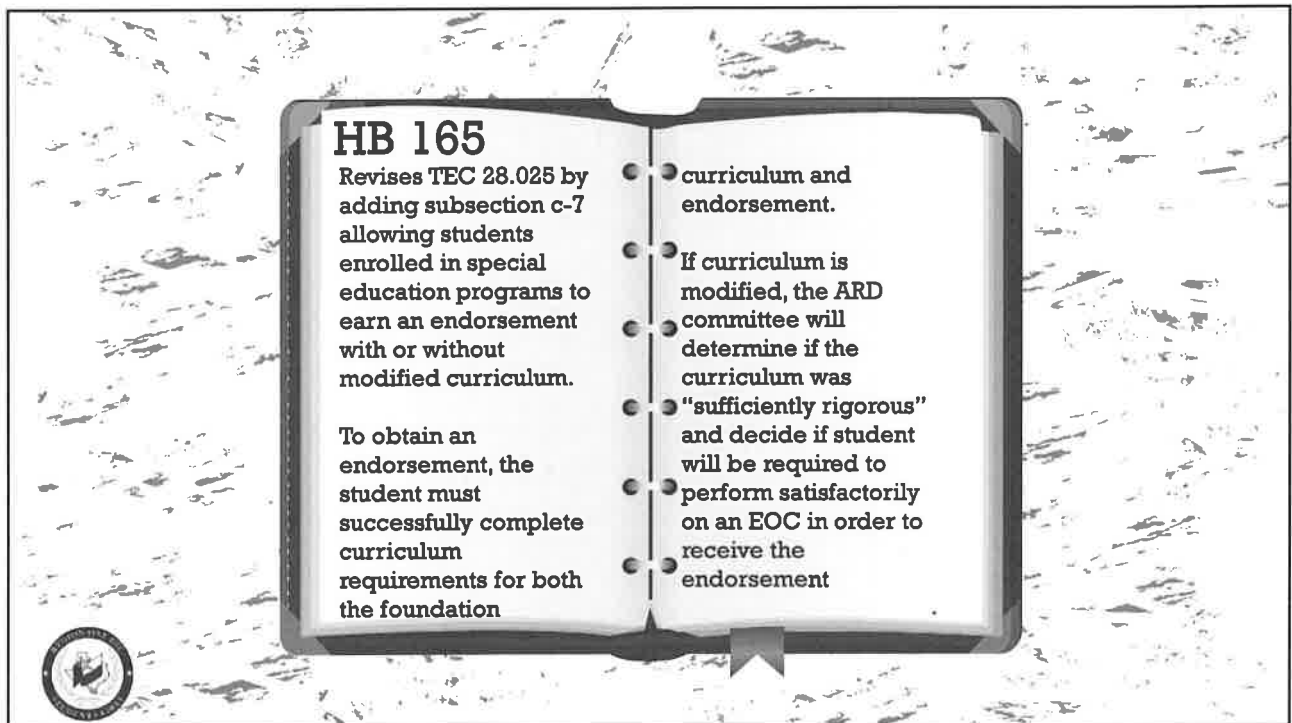 HB 165
Revises TEC 28.025 by
adding subsection c-7
allowing students
enrolled in special
education programs to
earn an endorsement
with or without
modified curriculum.
To obtain an
endorsement, the
student must
successfully complete
curriculum
requirements for both
the foundation
curriculum and
endorsement.
If curriculum is
modified, the ARD
committee will
determine if the
curriculum was
“sufficiently rigorous”
and decide if student
will be required to
perform satisfactorily
on an EOC in order to
receive the
endorsement